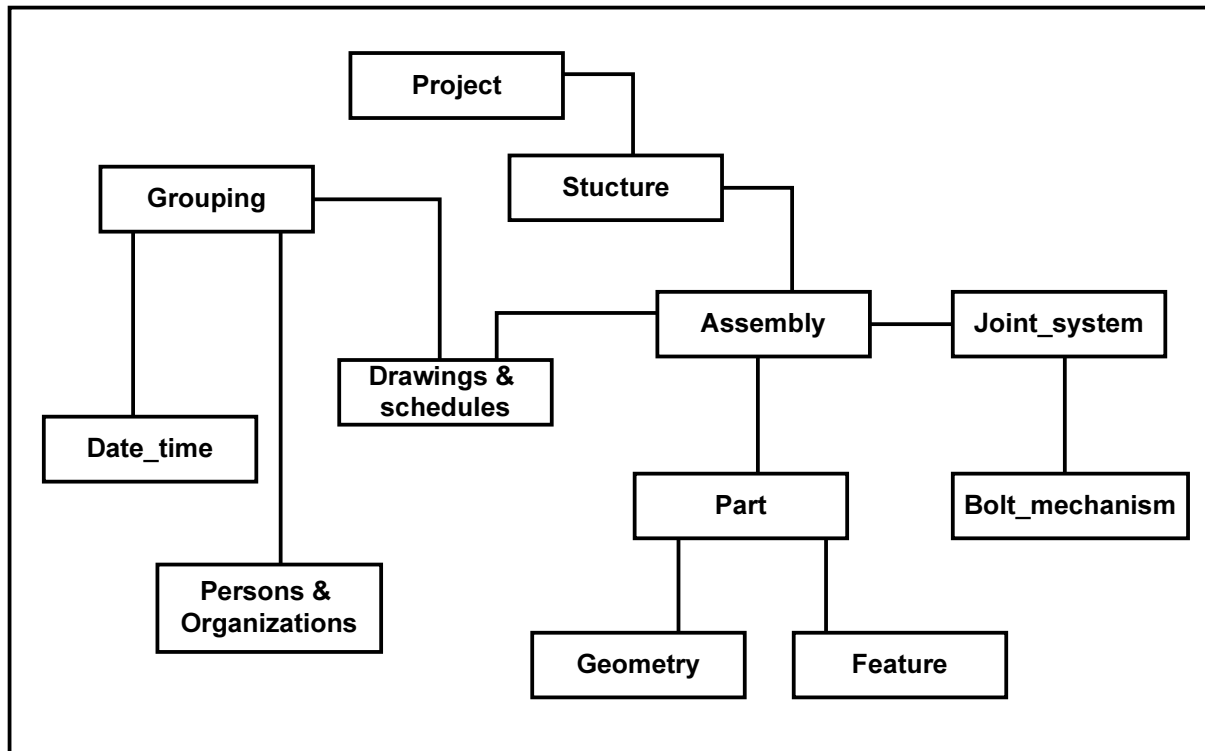 Project
Stucture
Grouping
Assembly
Joint_system
Drawings &
schedules
Date_time
Part
Bolt_mechanism
Persons &
Organizations
Geometry
Feature